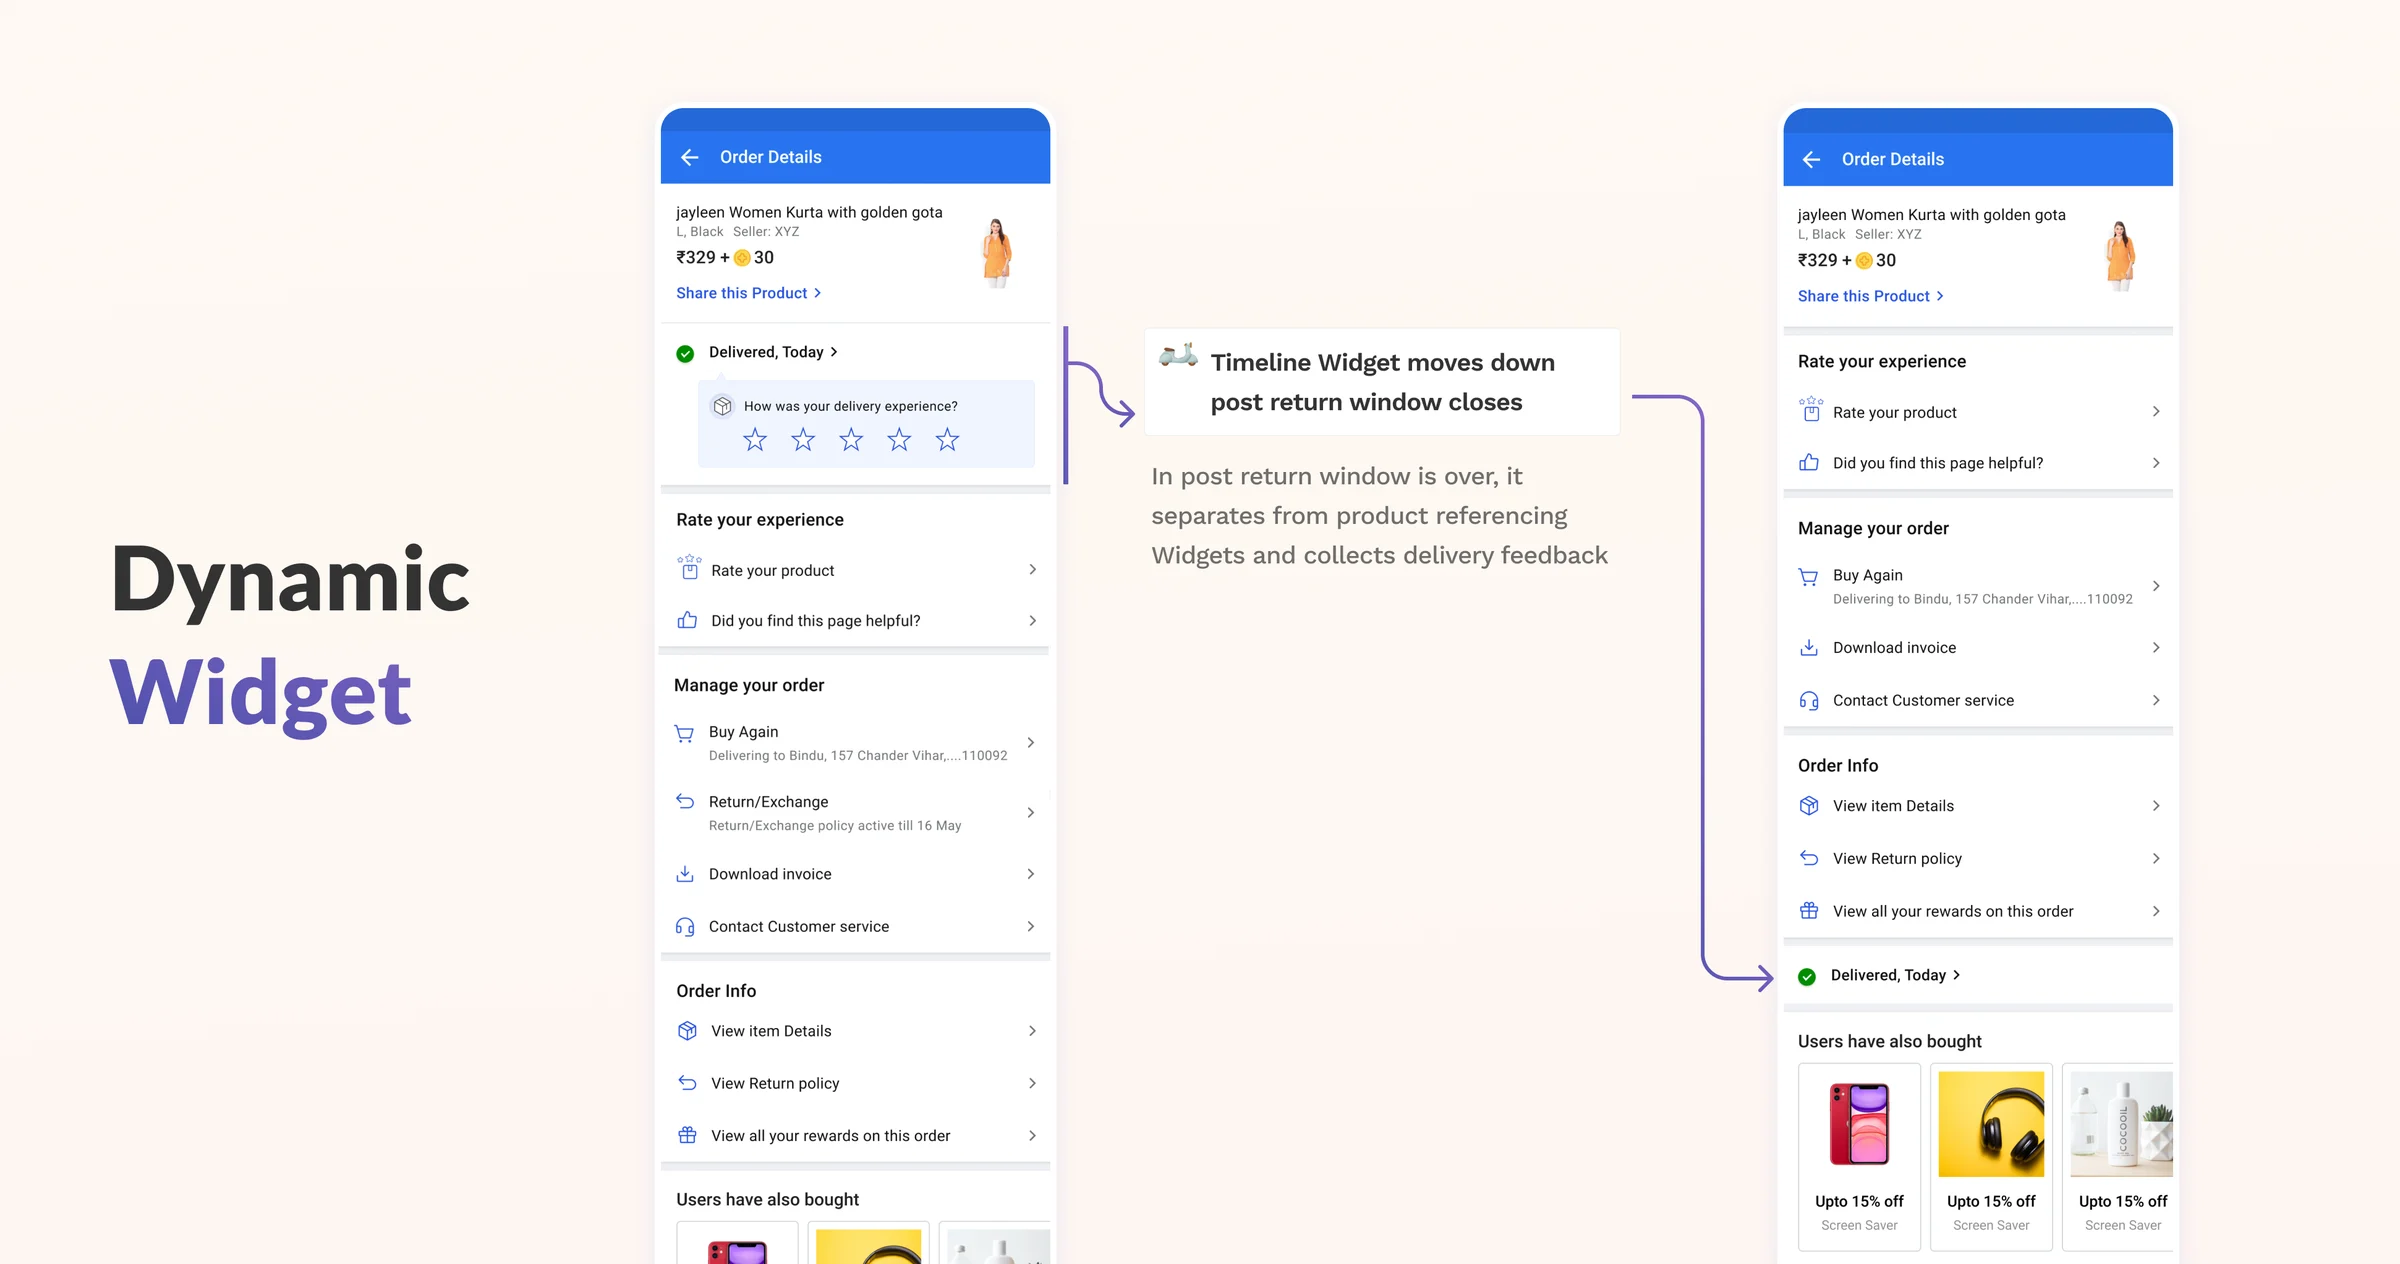 Dynamic
Widget
Order Details
jayleen Women Kurta with golden gota
L, Black Seller: XYZ
₹329 + 30
Share this Product
Delivered, Today
How was your delivery experience?
Rate your experience
Rate your product
Did you find this page helpful?
Manage your order
Buy Again
Delivering to Bindu, 157 Chander Vihar,....110092
Return/Exchange
Return/Exchange policy active till 16 May
Download invoice
Contact Customer service
Order Info
View item Details
View Return policy
View all your rewards on this order
Users have also bought
Timeline Widget moves down
post return window closes
In post return window is over, it
separates from product referencing
Widgets and collects delivery feedback
Order Details
jayleen Women Kurta with golden gota
L, Black Seller: XYZ
₹329 + 30
Share this Product
Rate your experience
Rate your product
Did you find this page helpful?
Manage your order
Buy Again
Delivering to Bindu, 157 Chander Vihar,....110092
Download invoice
Contact Customer service
Order Info
View item Details
View Return policy
View all your rewards on this order
Delivered, Today
Users have also bought
COCOOIL
Upto 15% off
Screen Saver
Upto 15% off
Screen Saver
Upto 15% off
Screen Saver